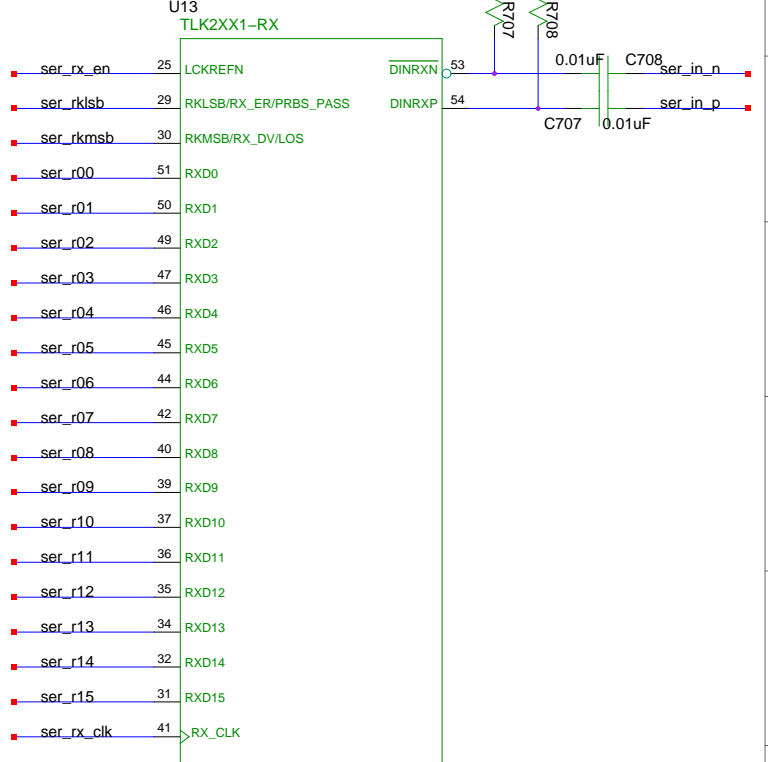 U13
TLK2XX1-RX
R707
R708
ser_rx_en 25 LCKREFN DINRXN 53 0.01uF C708 ser_in_n
ser_rklsb 29 RKLSB/RX_ER/PRBS_PASS DINRXP 54 C707 0.01uF ser_in_p
ser_rkmsb 30 RKMSB/RX_DV/LOS
ser_r00 51 RXD0
ser_r01 50 RXD1
ser_r02 49 RXD2
ser_r03 47 RXD3
ser_r04 46 RXD4
ser_r05 45 RXD5
ser_r06 44 RXD6
ser_r07 42 RXD7
ser_r08 40 RXD8
ser_r09 39 RXD9
ser_r10 37 RXD10
ser_r11 36 RXD11
ser_r12 35 RXD12
ser_r13 34 RXD13
ser_r14 32 RXD14
ser_r15 31 RXD15
ser_rx_clk 41 RX_CLK